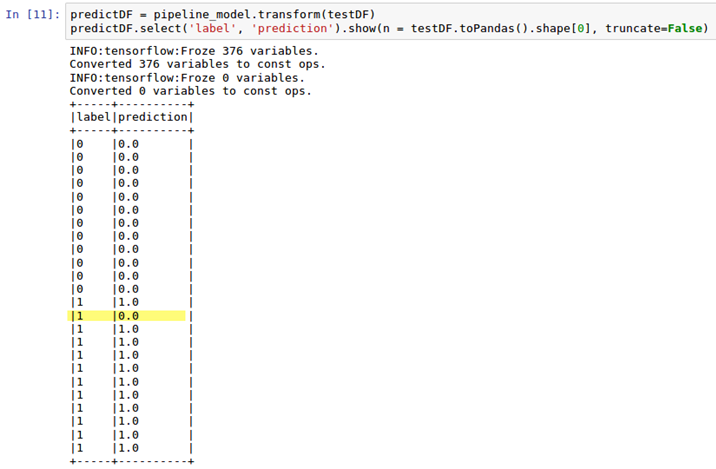 In [11]: predictDF = pipeline_model.transform(testDF)
predictDF.select('label', 'prediction').show(n = testDF.toPandas().shape[0], truncate=False)
INFO:tensorflow:Froze 376 variables.
Converted 376 variables to const ops.
INFO:tensorflow:Froze 0 variables.
Converted 0 variables to const ops.
+-----+----------+
|label|prediction|
+-----+----------+
|0    |0.0       |
|0    |0.0       |
|0    |0.0       |
|0    |0.0       |
|0    |0.0       |
|0    |0.0       |
|0    |0.0       |
|0    |0.0       |
|0    |0.0       |
|0    |0.0       |
|0    |0.0       |
|0    |0.0       |
|1    |1.0       |
|1    |0.0       |
|1    |1.0       |
|1    |1.0       |
|1    |1.0       |
|1    |1.0       |
|1    |1.0       |
|1    |1.0       |
|1    |1.0       |
|1    |1.0       |
|1    |1.0       |
|1    |1.0       |
+-----+----------+